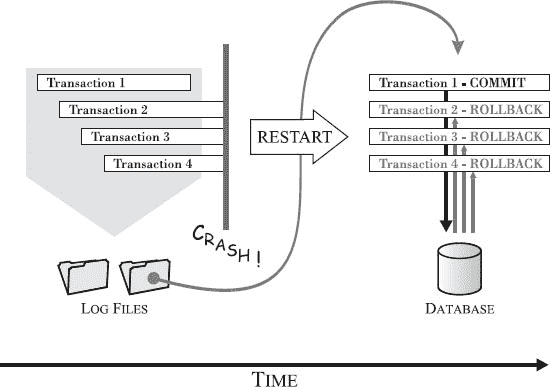 Transaction 1
Transaction 2
Transaction 3
Transaction 4
CRASH!
LOG FILES
RESTART
Transaction 1 - COMMIT
Transaction 2 - ROLLBACK
Transaction 3 - ROLLBACK
Transaction 4 - ROLLBACK
DATABASE
TIME